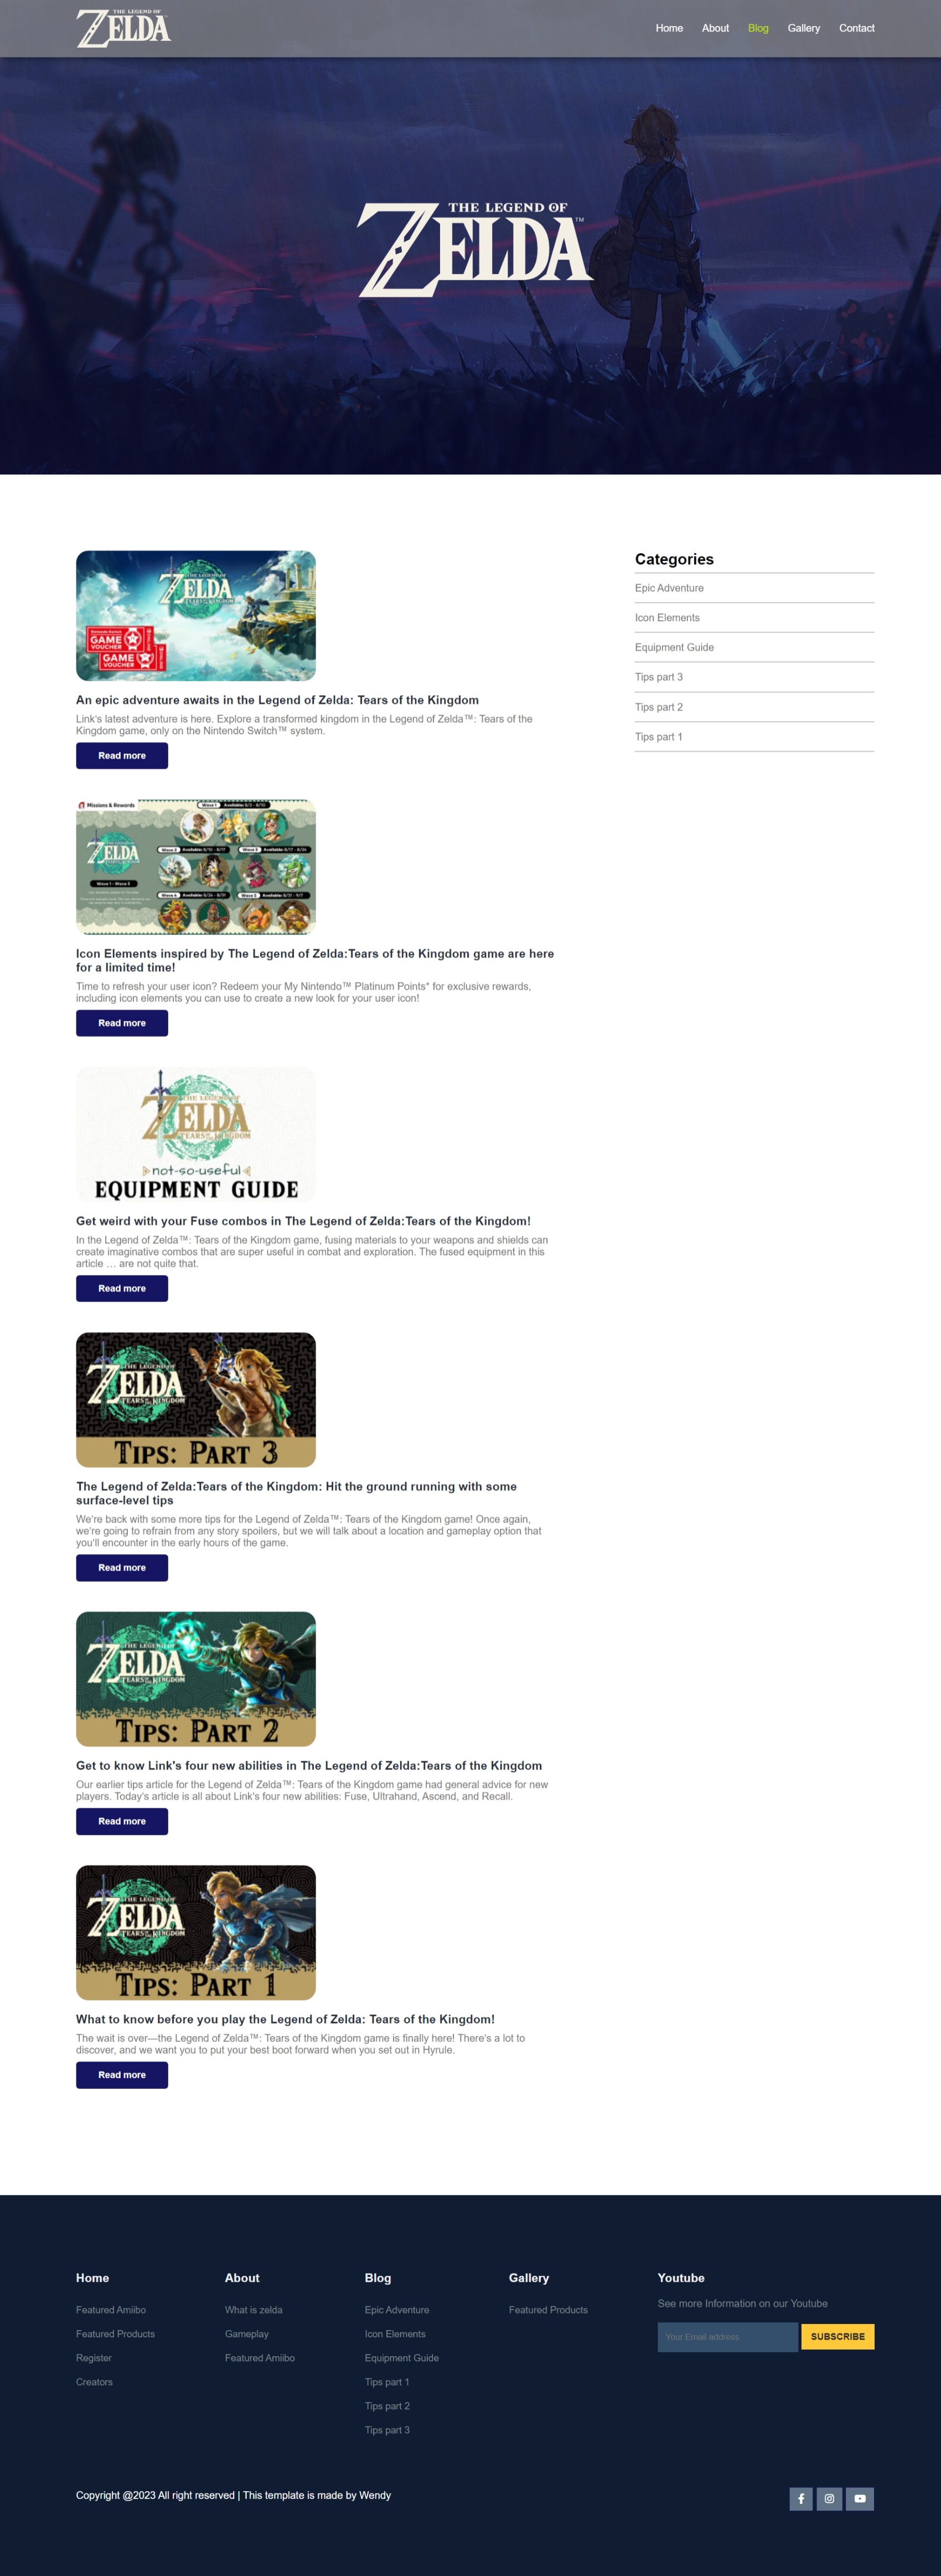 THE LEGEND OF
ZELDA
Home About Blog Gallery Contact
THE LEGEND OF
ZELDA™
THE LEGEND OF
ZELDA
TEARS OF THE KINGDOM
GAME
VOUCHER
GAME
VOUCHER
An epic adventure awaits in the Legend of Zelda: Tears of the Kingdom
Link's latest adventure is here. Explore a transformed kingdom in the Legend of Zelda™: Tears of the
Kingdom game, only on the Nintendo Switch™ system.
Read more
Categories
Epic Adventure
Icon Elements
Equipment Guide
Tips part 3
Tips part 2
Tips part 1
Missions & Rewards
ZELDA
Wave 1 - Wave 5
Icon Elements inspired by The Legend of Zelda:Tears of the Kingdom game are here
for a limited time!
Time to refresh your user icon? Redeem your My Nintendo™ Platinum Points* for exclusive rewards,
including icon elements you can use to create a new look for your user icon!
Read more
THE LEGEND OF
ZELDA
TEARS OF THE KINGDOM
not-so-useful
EQUIPMENT GUIDE
Get weird with your Fuse combos in The Legend of Zelda:Tears of the Kingdom!
In the Legend of Zelda™: Tears of the Kingdom game, fusing materials to your weapons and shields can
create imaginative combos that are super useful in combat and exploration. The fused equipment in this
article … are not quite that.
Read more
THE LEGEND OF
ZELDA
TEARS OF THE KINGDOM
TIPS: PART 3
The Legend of Zelda:Tears of the Kingdom: Hit the ground running with some
surface-level tips
We're back with some more tips for the Legend of Zelda™: Tears of the Kingdom game! Once again,
we're going to refrain from any story spoilers, but we will talk about a location and gameplay option that
you'll encounter in the early hours of the game.
Read more
THE LEGEND OF
ZELDA
TEARS OF THE KINGDOM
TIPS: PART 2
Get to know Link's four new abilities in The Legend of Zelda:Tears of the Kingdom
Our earlier tips article for the Legend of Zelda™: Tears of the Kingdom game had general advice for new
players. Today's article is all about Link's four new abilities: Fuse, Ultrahand, Ascend, and Recall.
Read more
THE LEGEND OF
ZELDA
TEARS OF THE KINGDOM
TIPS: PART 1
What to know before you play the Legend of Zelda: Tears of the Kingdom!
The wait is over—the Legend of Zelda™: Tears of the Kingdom game is finally here! There's a lot to
discover, and we want you to put your best boot forward when you set out in Hyrule.
Read more
Home
Featured Amiibo
Featured Products
Register
Creators
About
What is zelda
Gameplay
Featured Amiibo
Blog
Epic Adventure
Icon Elements
Equipment Guide
Tips part 1
Tips part 2
Tips part 3
Gallery
Featured Products
Youtube
See more Information on our Youtube
Your Email address
SUBSCRIBE
Copyright @2023 All right reserved | This template is made by Wendy